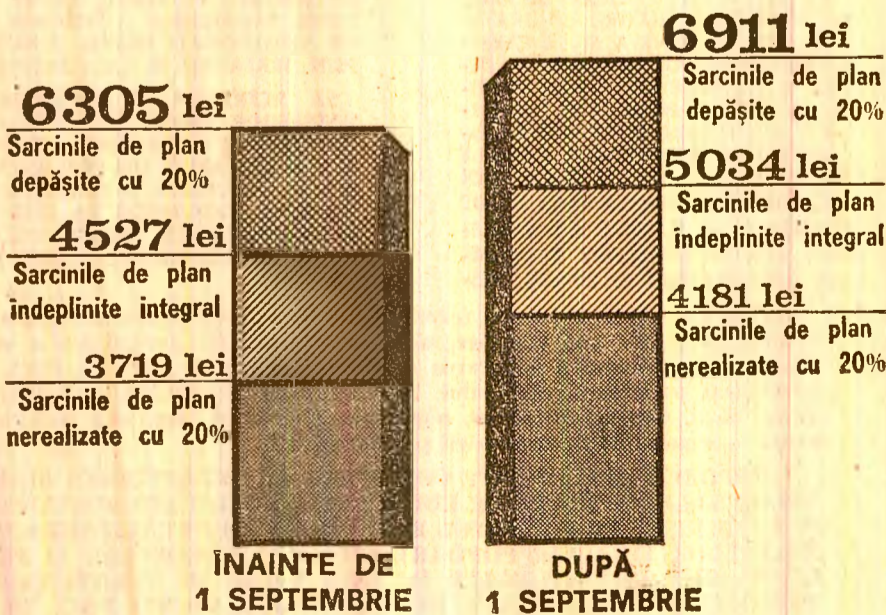 6305 lei
Sarcinile de plan
depăşite cu 20%
4527 lei
Sarcinile de plan
îndeplinite integral
3719 lei
Sarcinile de plan
nerealizate cu 20%
ÎNAINTE DE
1 SEPTEMBRIE
6911 lei
Sarcinile de plan
depăşite cu 20%
5034 lei
Sarcinile de plan
îndeplinite integral
4181 lei
Sarcinile de plan
nerealizate cu 20%
DUPĂ
1 SEPTEMBRIE